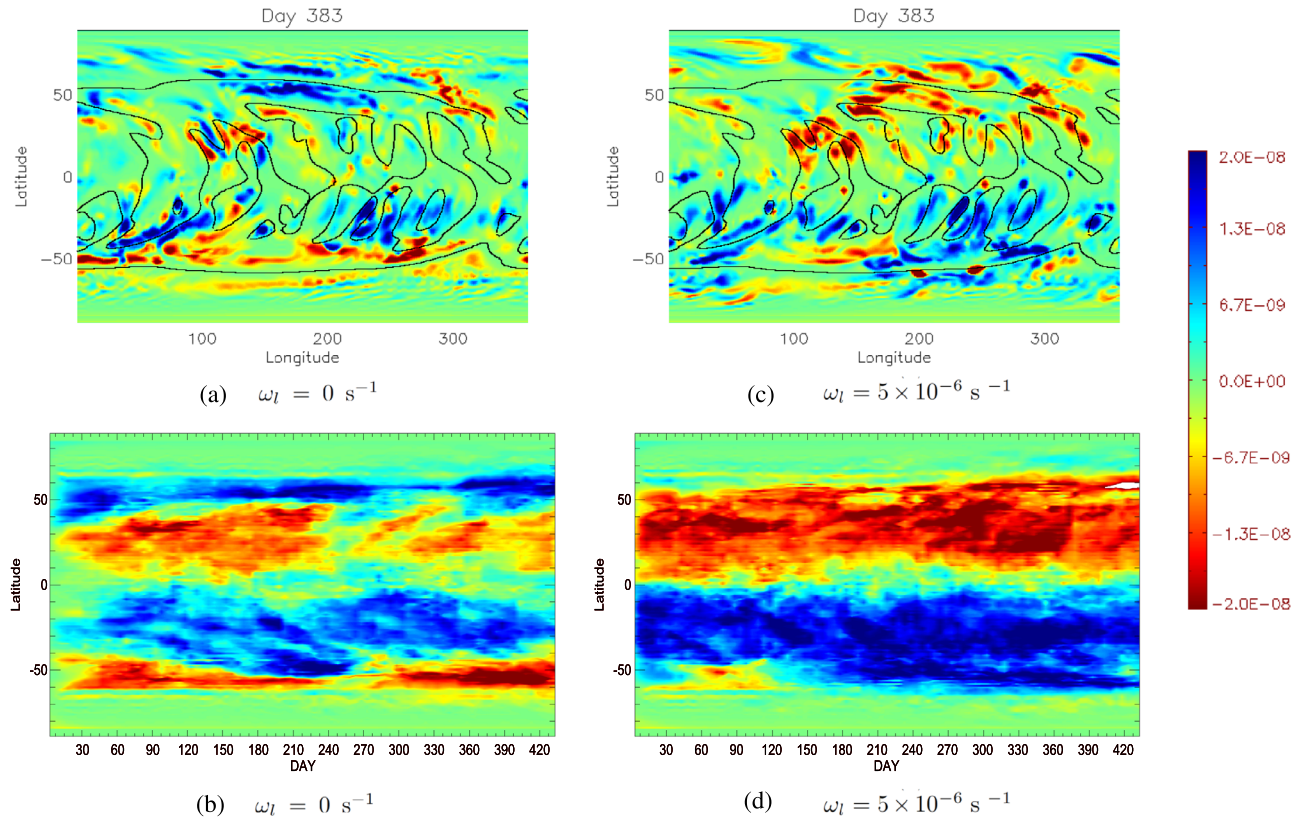 Day 383
50
0
−50
Latitude
100 200 300
Longitude
(a) ω_l = 0 s⁻¹
Day 383
50
0
−50
Latitude
100 200 300
Longitude
(c) ω_l = 5 × 10⁻⁶ s⁻¹
2.0E−08
1.3E−08
6.7E−09
0.0E+00
−6.7E−09
−1.3E−08
−2.0E−08
50
0
-50
Latitude
30 60 90 120 150 180 210 240 270 300 330 360 390 420
DAY
(b) ω_l = 0 s⁻¹
50
0
-50
Latitude
30 60 90 120 150 180 210 240 270 300 330 360 390 420
DAY
(d) ω_l = 5 × 10⁻⁶ s⁻¹